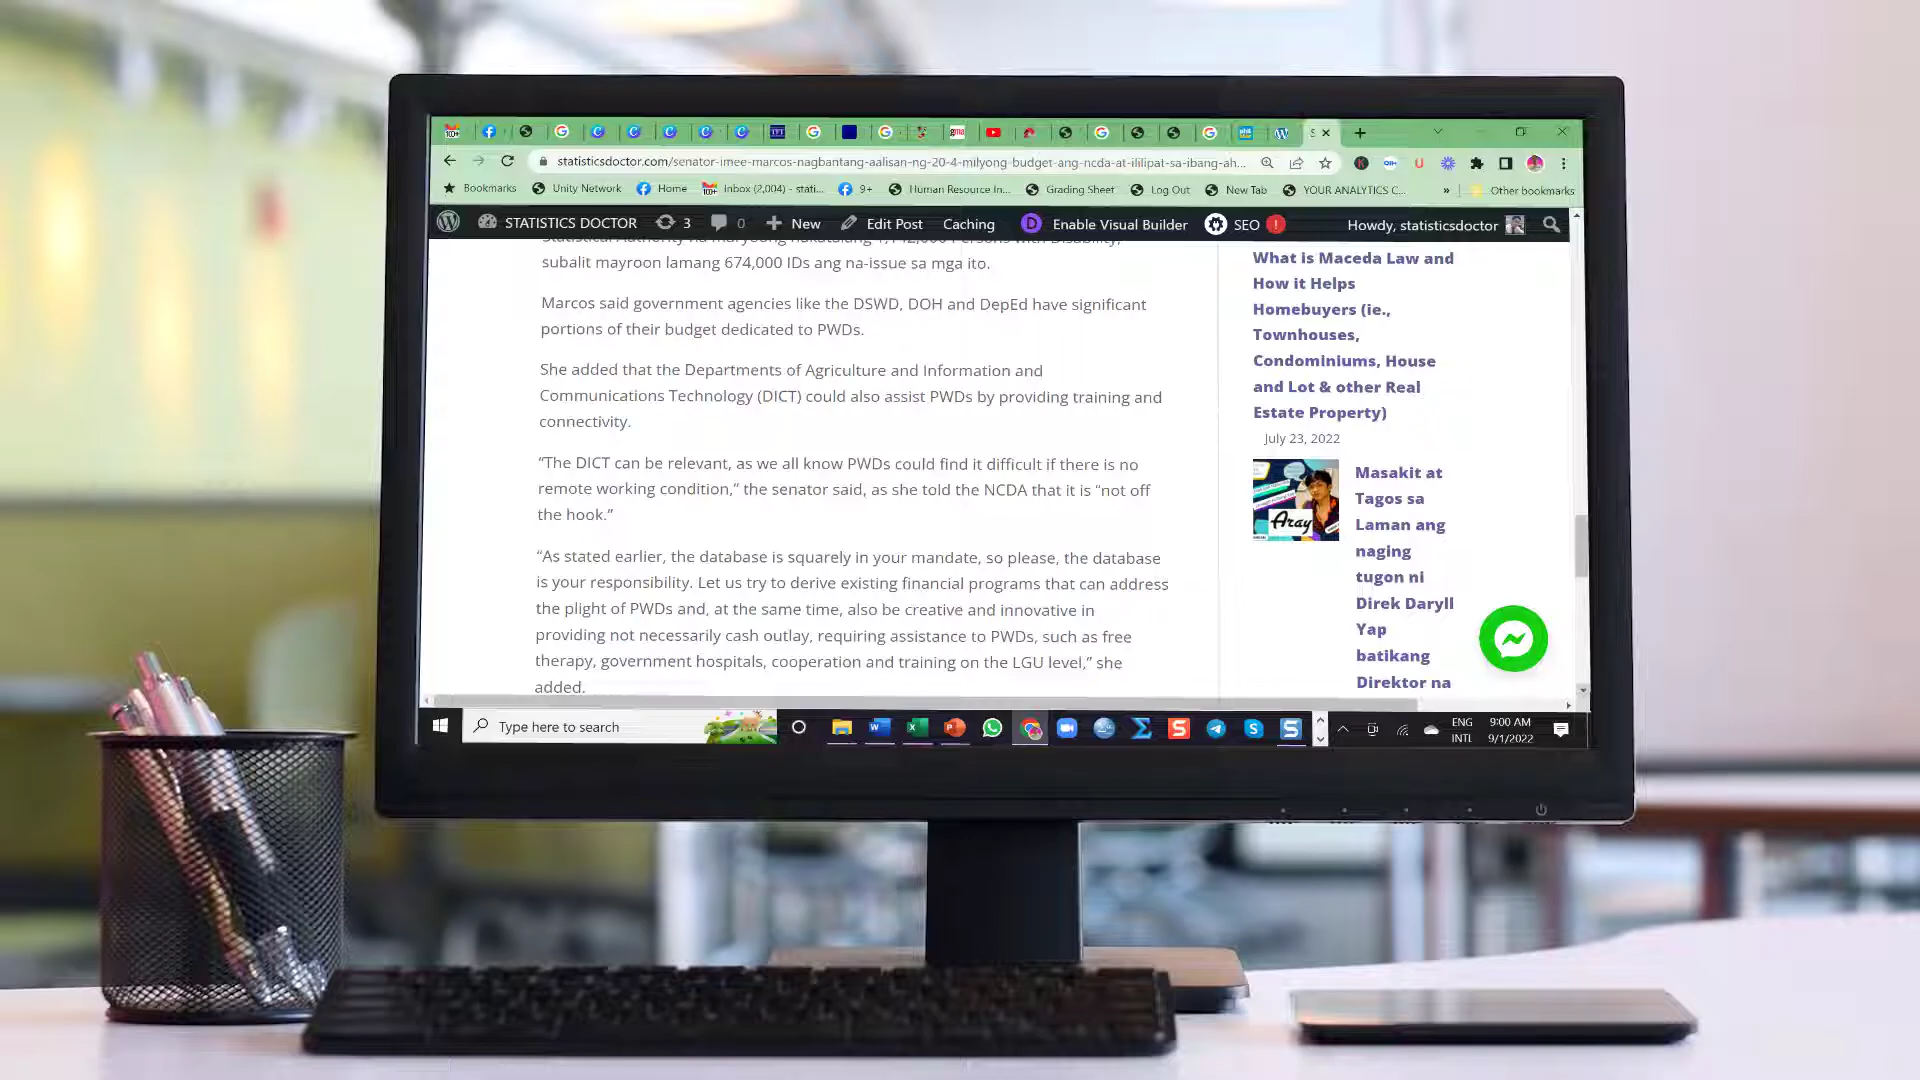 statisticsdoctor.com/senator-imee-marcos-nagbantang-aalisan-ng-20-4-milyong-budget-ang-ncda-at-ililipat-sa-ibang-ah...
Bookmarks Unity Network Home Inbox (2,004) - stati... 9+ Human Resource In... Grading Sheet Log Out New Tab YOUR ANALYTICS C... » Other bookmarks
STATISTICS DOCTOR 3 0 New Edit Post Caching Enable Visual Builder SEO ! Howdy, statisticsdoctor
subalit mayroon lamang 674,000 IDs ang na-issue sa mga ito.
Marcos said government agencies like the DSWD, DOH and DepEd have significant
portions of their budget dedicated to PWDs.
She added that the Departments of Agriculture and Information and
Communications Technology (DICT) could also assist PWDs by providing training and
connectivity.
“The DICT can be relevant, as we all know PWDs could find it difficult if there is no
remote working condition,” the senator said, as she told the NCDA that it is “not off
the hook.”
“As stated earlier, the database is squarely in your mandate, so please, the database
is your responsibility. Let us try to derive existing financial programs that can address
the plight of PWDs and, at the same time, also be creative and innovative in
providing not necessarily cash outlay, requiring assistance to PWDs, such as free
therapy, government hospitals, cooperation and training on the LGU level,” she
added.
What is Maceda Law and
How it Helps
Homebuyers (ie.,
Townhouses,
Condominiums, House
and Lot & other Real
Estate Property)
July 23, 2022
Aray
Masakit at
Tagos sa
Laman ang
naging
tugon ni
Direk Daryll
Yap
batikang
Direktor na
Type here to search
ENG
INTL
9:00 AM
9/1/2022